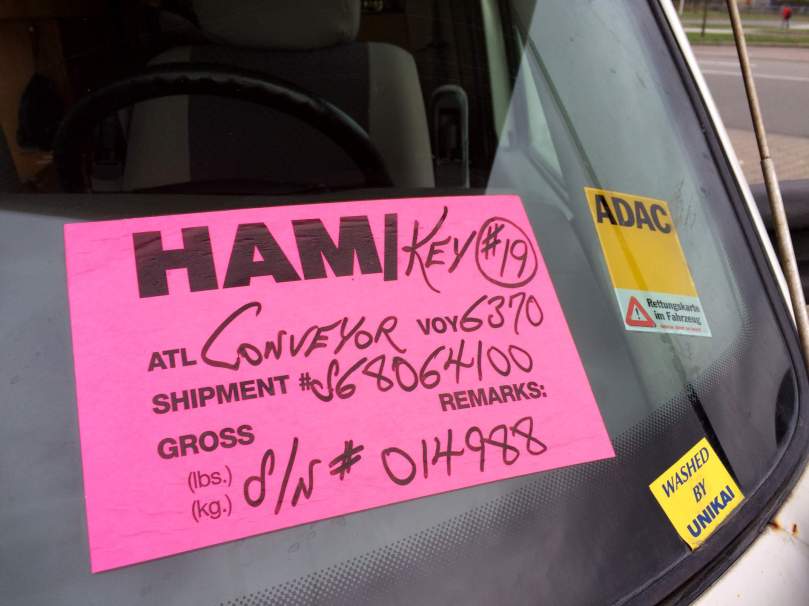 HAM KEY #19
ATL CONVEYOR VOY 6370
SHIPMENT # S68064100
REMARKS:
GROSS
(lbs.)
(kg.) S/N # 014988
ADAC
Rettungskarte
im Fahrzeug
WASHED
BY
UNIKAI